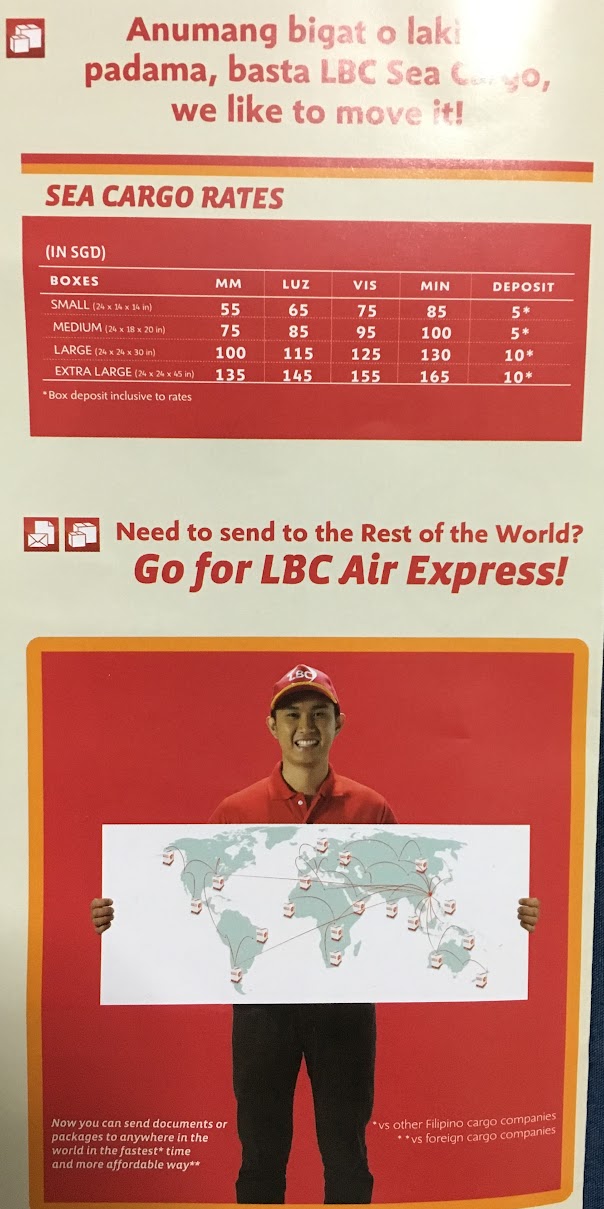 Anumang bigat o laki
padama, basta LBC Sea Cargo,
we like to move it!
SEA CARGO RATES
(IN SGD)
BOXES MM LUZ VIS MIN DEPOSIT
SMALL (24 x 14 x 14 in) 55 65 75 85 5*
MEDIUM (24 x 18 x 20 in) 75 85 95 100 5*
LARGE (24 x 24 x 30 in) 100 115 125 130 10*
EXTRA LARGE (24 x 24 x 45 in) 135 145 155 165 10*
*Box deposit inclusive to rates
Need to send to the Rest of the World?
Go for LBC Air Express!
LBC
Now you can send documents or
packages to anywhere in the
world in the fastest* time
and more affordable way**
*vs other Filipino cargo companies
**vs foreign cargo companies